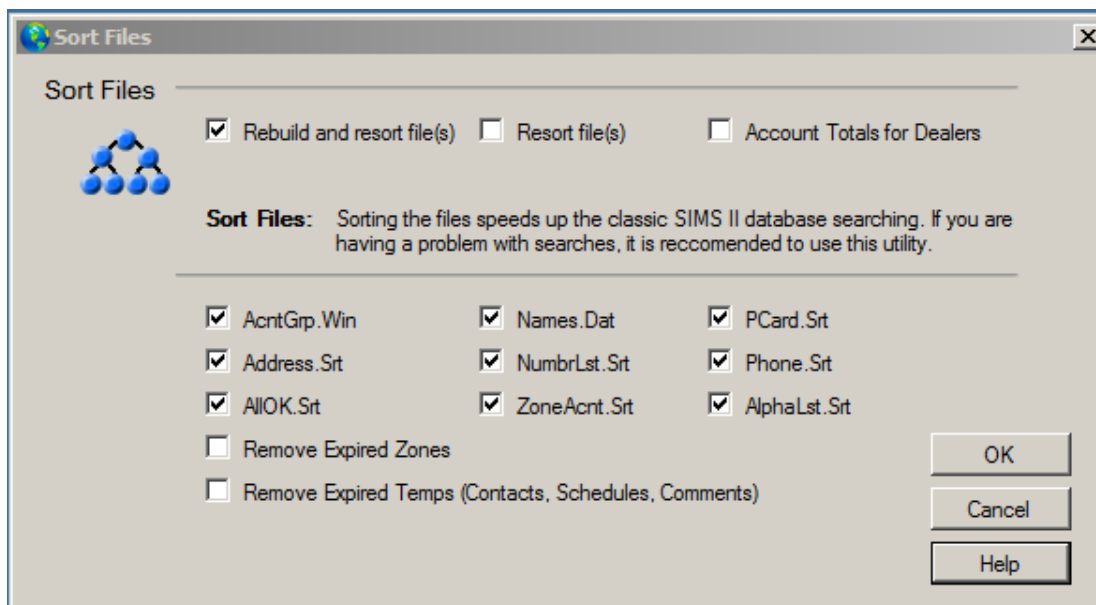 Sort Files
Sort Files
Rebuild and resort file(s) Resort file(s) Account Totals for Dealers
Sort Files: Sorting the files speeds up the classic SIMS II database searching. If you are
having a problem with searches, it is reccomended to use this utility.
AcntGrp.Win Names.Dat PCard.Srt
Address.Srt NumbrLst.Srt Phone.Srt
AllOK.Srt ZoneAcnt.Srt AlphaLst.Srt
Remove Expired Zones
OK
Remove Expired Temps (Contacts, Schedules, Comments)
Cancel
Help